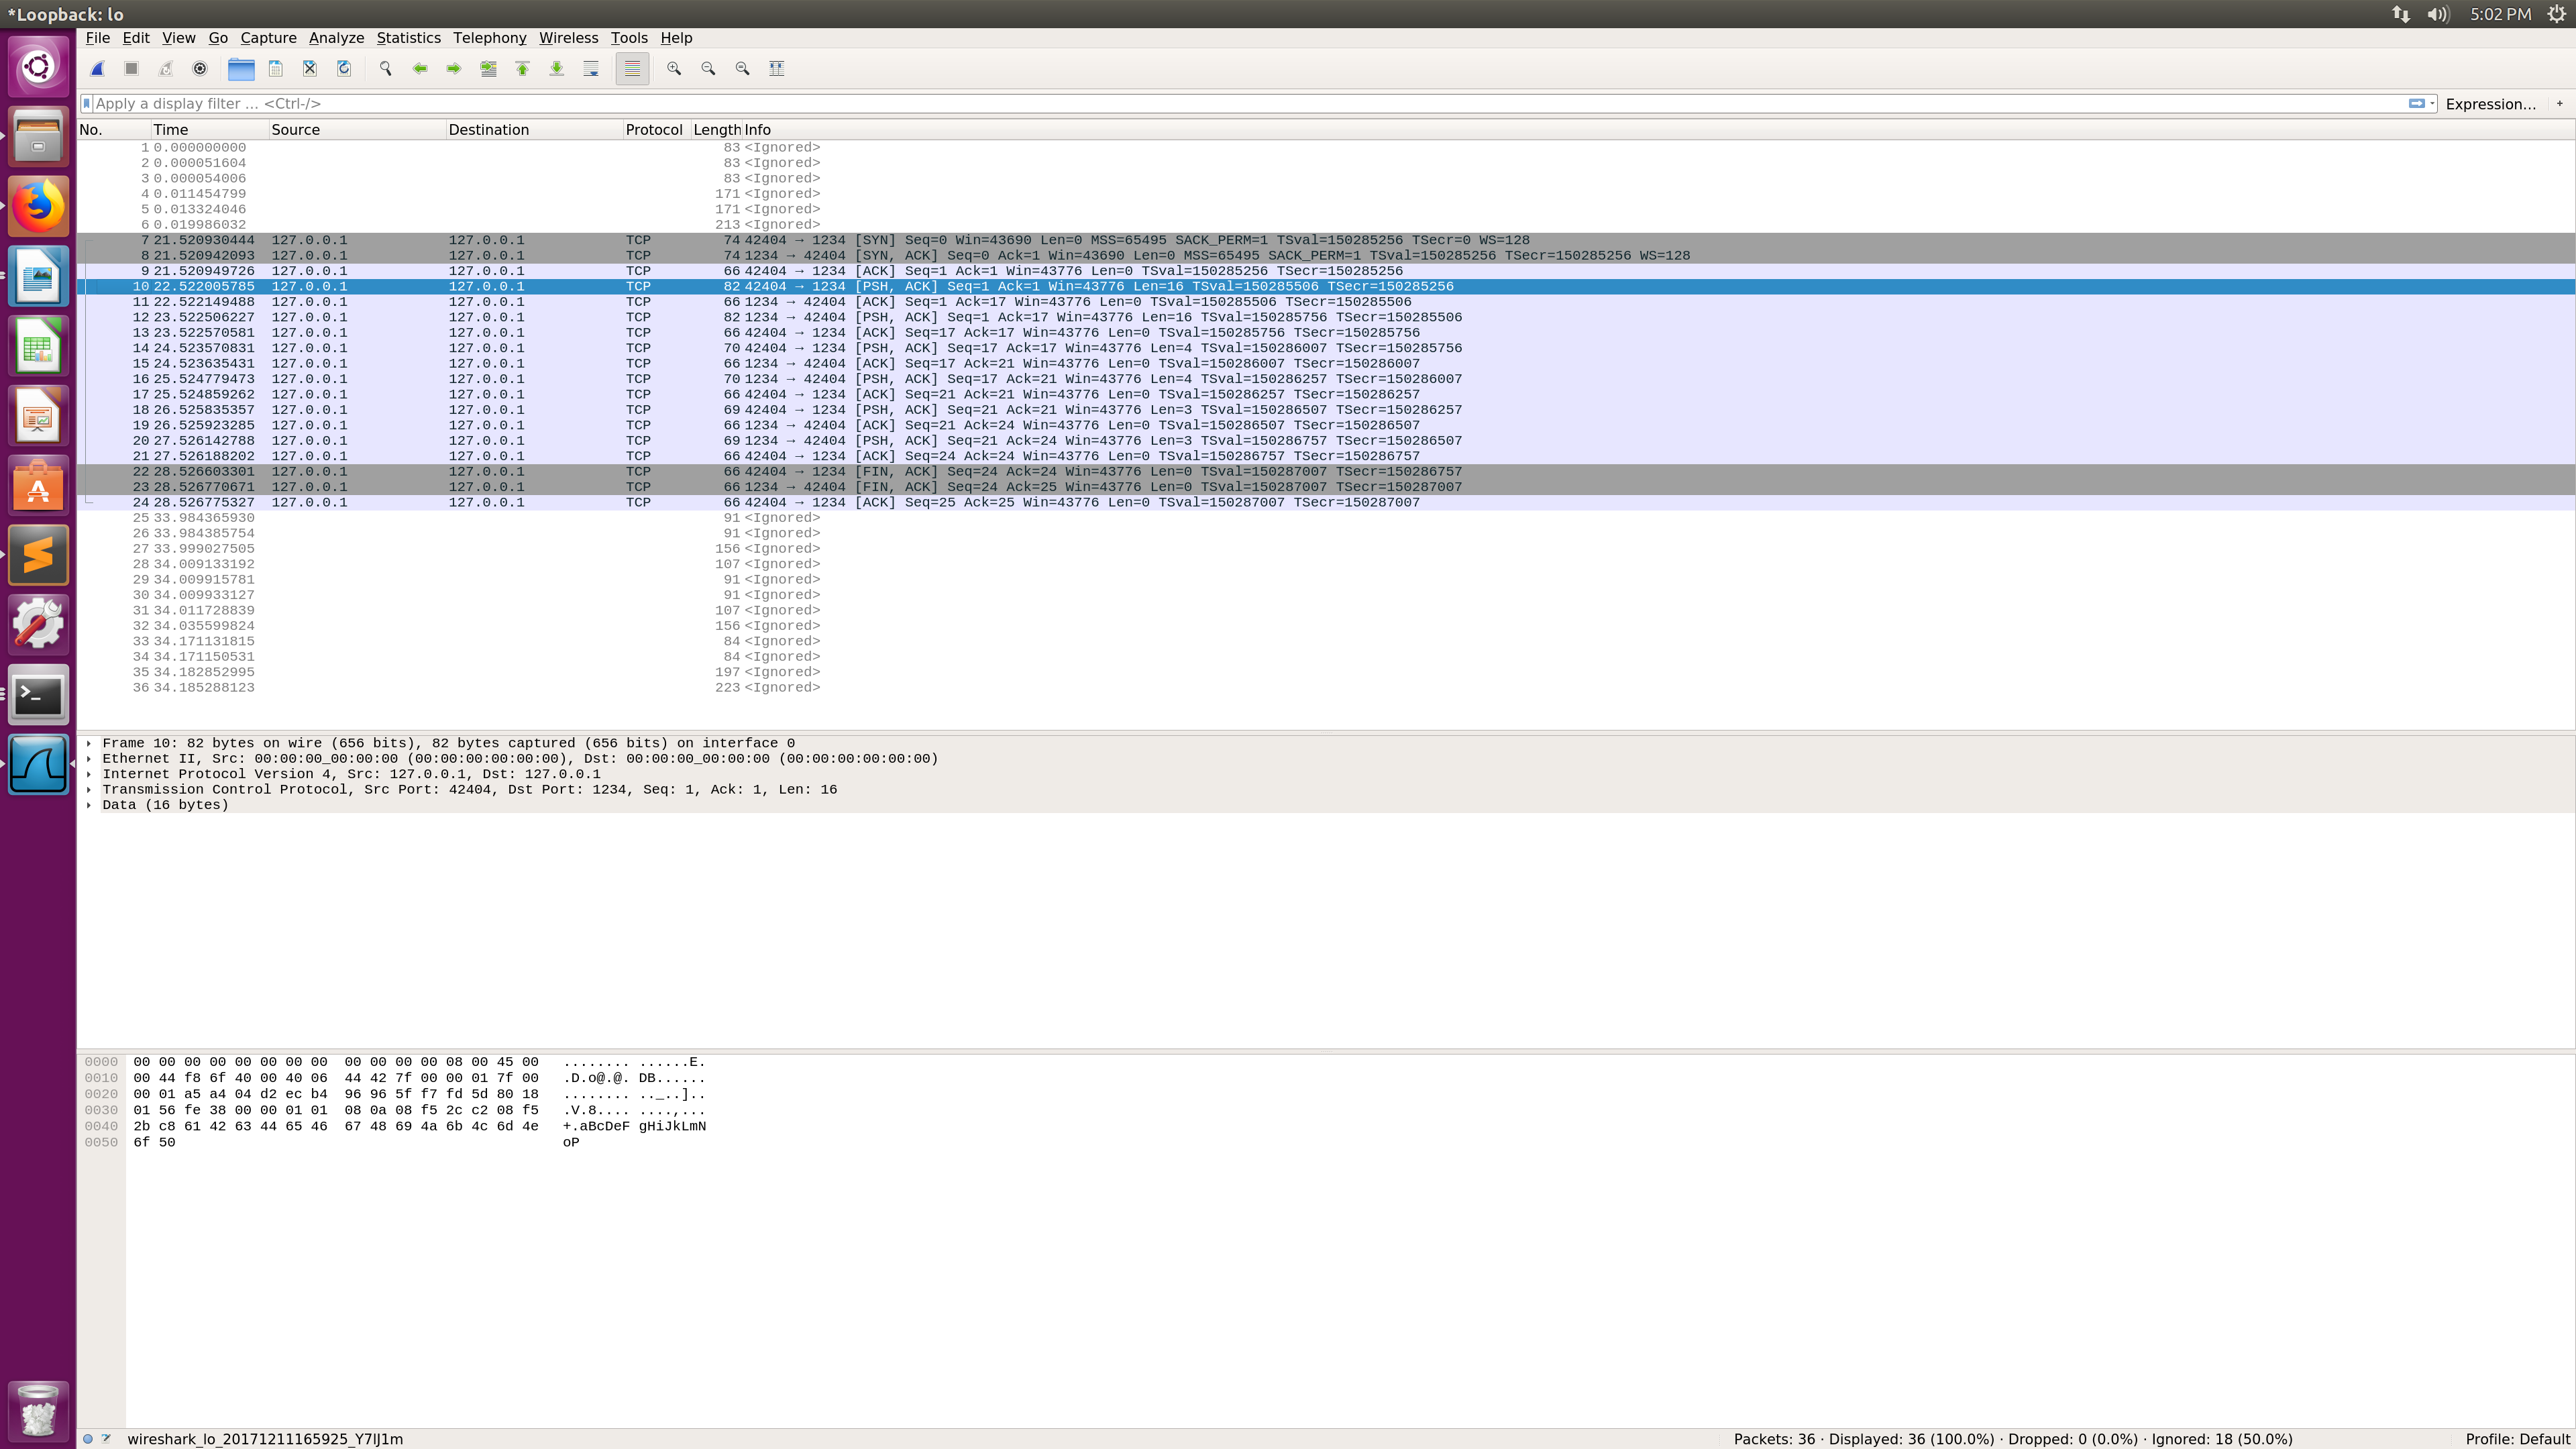 *Loopback: lo
5:02 PM
File Edit View Go Capture Analyze Statistics Telephony Wireless Tools Help
Apply a display filter ... <Ctrl-/>
Expression...
+
No. Time Source Destination Protocol Length Info
1 0.000000000 83 <Ignored>
2 0.000051604 83 <Ignored>
3 0.000054006 83 <Ignored>
4 0.011454799 171 <Ignored>
5 0.013324046 171 <Ignored>
6 0.019986032 213 <Ignored>
7 21.520930444 127.0.0.1 127.0.0.1 TCP 74 42404 → 1234 [SYN] Seq=0 Win=43690 Len=0 MSS=65495 SACK_PERM=1 TSval=150285256 TSecr=0 WS=128
8 21.520942093 127.0.0.1 127.0.0.1 TCP 74 1234 → 42404 [SYN, ACK] Seq=0 Ack=1 Win=43690 Len=0 MSS=65495 SACK_PERM=1 TSval=150285256 TSecr=150285256 WS=128
9 21.520949726 127.0.0.1 127.0.0.1 TCP 66 42404 → 1234 [ACK] Seq=1 Ack=1 Win=43776 Len=0 TSval=150285256 TSecr=150285256
10 22.522005785 127.0.0.1 127.0.0.1 TCP 82 42404 → 1234 [PSH, ACK] Seq=1 Ack=1 Win=43776 Len=16 TSval=150285506 TSecr=150285256
11 22.522149488 127.0.0.1 127.0.0.1 TCP 66 1234 → 42404 [ACK] Seq=1 Ack=17 Win=43776 Len=0 TSval=150285506 TSecr=150285506
12 23.522506227 127.0.0.1 127.0.0.1 TCP 82 1234 → 42404 [PSH, ACK] Seq=1 Ack=17 Win=43776 Len=16 TSval=150285756 TSecr=150285506
13 23.522570581 127.0.0.1 127.0.0.1 TCP 66 42404 → 1234 [ACK] Seq=17 Ack=17 Win=43776 Len=0 TSval=150285756 TSecr=150285756
14 24.523570831 127.0.0.1 127.0.0.1 TCP 70 42404 → 1234 [PSH, ACK] Seq=17 Ack=17 Win=43776 Len=4 TSval=150286007 TSecr=150285756
15 24.523635431 127.0.0.1 127.0.0.1 TCP 66 1234 → 42404 [ACK] Seq=17 Ack=21 Win=43776 Len=0 TSval=150286007 TSecr=150286007
16 25.524779473 127.0.0.1 127.0.0.1 TCP 70 1234 → 42404 [PSH, ACK] Seq=17 Ack=21 Win=43776 Len=4 TSval=150286257 TSecr=150286007
17 25.524859262 127.0.0.1 127.0.0.1 TCP 66 42404 → 1234 [ACK] Seq=21 Ack=21 Win=43776 Len=0 TSval=150286257 TSecr=150286257
18 26.525835357 127.0.0.1 127.0.0.1 TCP 69 42404 → 1234 [PSH, ACK] Seq=21 Ack=21 Win=43776 Len=3 TSval=150286507 TSecr=150286257
19 26.525923285 127.0.0.1 127.0.0.1 TCP 66 1234 → 42404 [ACK] Seq=21 Ack=24 Win=43776 Len=0 TSval=150286507 TSecr=150286507
20 27.526142788 127.0.0.1 127.0.0.1 TCP 69 1234 → 42404 [PSH, ACK] Seq=21 Ack=24 Win=43776 Len=3 TSval=150286757 TSecr=150286507
21 27.526188202 127.0.0.1 127.0.0.1 TCP 66 42404 → 1234 [ACK] Seq=24 Ack=24 Win=43776 Len=0 TSval=150286757 TSecr=150286757
22 28.526603301 127.0.0.1 127.0.0.1 TCP 66 42404 → 1234 [FIN, ACK] Seq=24 Ack=24 Win=43776 Len=0 TSval=150287007 TSecr=150286757
23 28.526770671 127.0.0.1 127.0.0.1 TCP 66 1234 → 42404 [FIN, ACK] Seq=24 Ack=25 Win=43776 Len=0 TSval=150287007 TSecr=150287007
24 28.526775327 127.0.0.1 127.0.0.1 TCP 66 42404 → 1234 [ACK] Seq=25 Ack=25 Win=43776 Len=0 TSval=150287007 TSecr=150287007
25 33.984365930 91 <Ignored>
26 33.984385754 91 <Ignored>
27 33.999027505 156 <Ignored>
28 34.009133192 107 <Ignored>
29 34.009915781 91 <Ignored>
30 34.009933127 91 <Ignored>
31 34.011728839 107 <Ignored>
32 34.035599824 156 <Ignored>
33 34.171131815 84 <Ignored>
34 34.171150531 84 <Ignored>
35 34.182852995 197 <Ignored>
36 34.185288123 223 <Ignored>
Frame 10: 82 bytes on wire (656 bits), 82 bytes captured (656 bits) on interface 0
Ethernet II, Src: 00:00:00_00:00:00 (00:00:00:00:00:00), Dst: 00:00:00_00:00:00 (00:00:00:00:00:00)
Internet Protocol Version 4, Src: 127.0.0.1, Dst: 127.0.0.1
Transmission Control Protocol, Src Port: 42404, Dst Port: 1234, Seq: 1, Ack: 1, Len: 16
Data (16 bytes)
0000 00 00 00 00 00 00 00 00 00 00 00 00 08 00 45 00 ........ ......E.
0010 00 44 f8 6f 40 00 40 06 44 42 7f 00 00 01 7f 00 .D.o@.@. DB......
0020 00 01 a5 a4 04 d2 ec b4 96 96 5f f7 fd 5d 80 18 ........ .._..]..
0030 01 56 fe 38 00 00 01 01 08 0a 08 f5 2c c2 08 f5 .V.8.... ....,...
0040 2b c8 61 42 63 44 65 46 67 48 69 4a 6b 4c 6d 4e +.aBcDeF gHiJkLmN
0050 6f 50 oP
wireshark_lo_20171211165925_Y7lJ1m
Packets: 36 · Displayed: 36 (100.0%) · Dropped: 0 (0.0%) · Ignored: 18 (50.0%)
Profile: Default